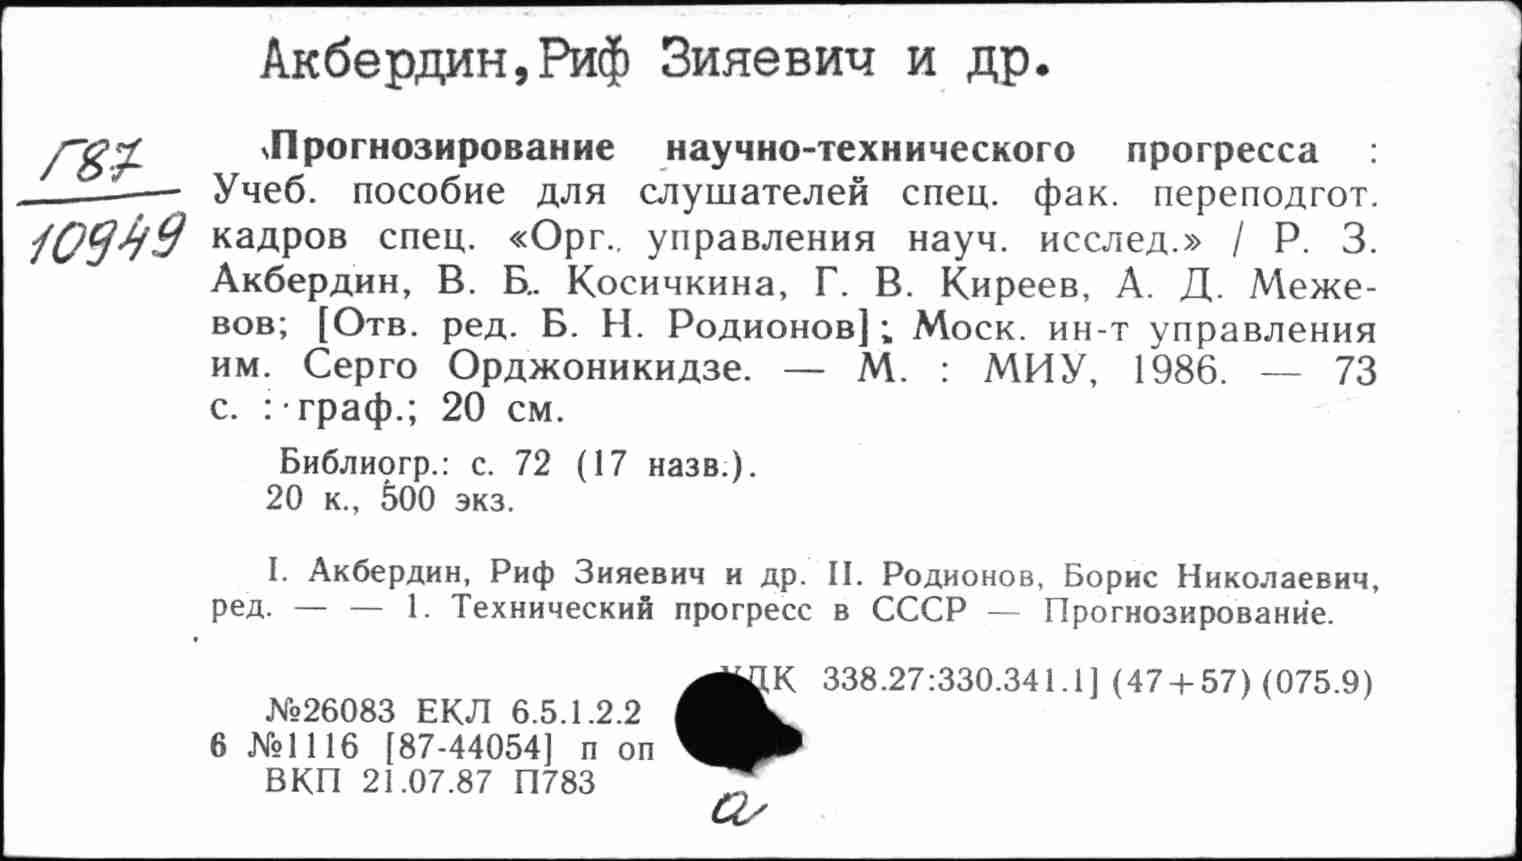 Акбердин, Риф Зияевич и др.
Г87
10949
Прогнозирование научно-технического прогресса :
Учеб. пособие для слушателей спец. фак. переподгот.
кадров спец. «Орг. управления науч. исслед.» / Р. З.
Акбердин, В. Б. Косичкина, Г. В. Киреев, А. Д. Меже-
вов; [Отв. ред. Б. Н. Родионов]; Моск. ин-т управления
им. Серго Орджоникидзе. — М. : МИУ, 1986. — 73
с. : граф.; 20 см.
Библиогр.: с. 72 (17 назв.).
20 к., 500 экз.
I. Акбердин, Риф Зияевич и др. II. Родионов, Борис Николаевич,
ред. — — 1. Технический прогресс в СССР — Прогнозирование.
УДК 338.27:330.341.1] (47+57) (075.9)
№26083 ЕКЛ 6.5.1.2.2
6 №1116 [87-44054] п оп
ВКП 21.07.87 П783
а